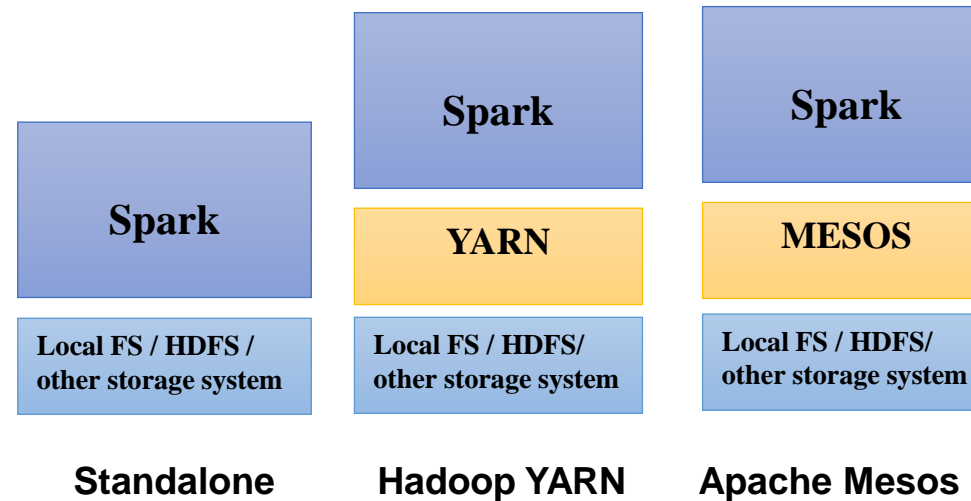 Spark
Local FS / HDFS /
other storage system
Standalone
Spark
YARN
Local FS / HDFS/
other storage system
Hadoop YARN
Spark
MESOS
Local FS / HDFS/
other storage system
Apache Mesos